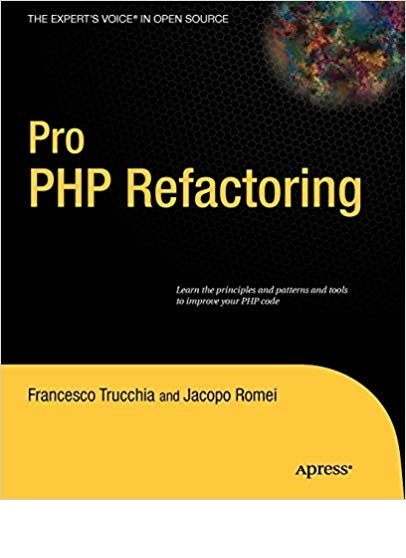 THE EXPERT'S VOICE® IN OPEN SOURCE
Pro
PHP Refactoring
Learn the principles and patterns and tools
to improve your PHP code
Francesco Trucchia and Jacopo Romei
Apress®